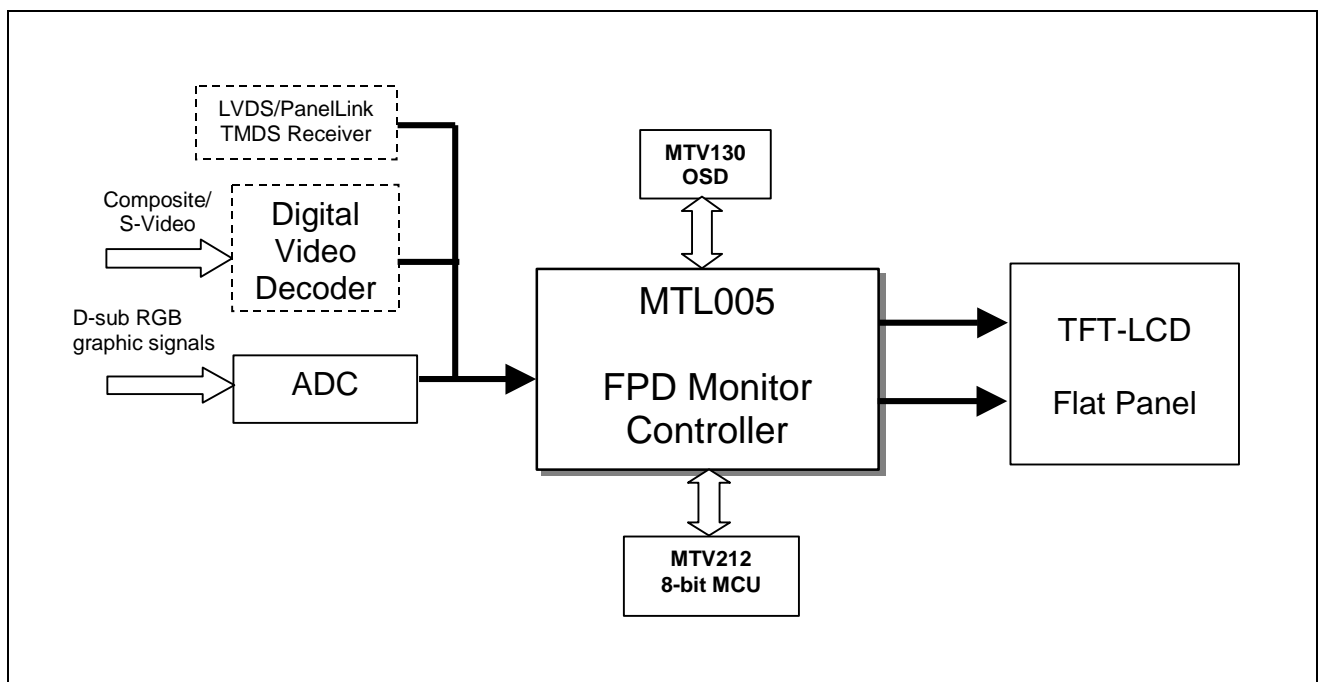 LVDS/PanelLink
TMDS Receiver
Composite/
S-Video
Digital
Video
Decoder
D-sub RGB
graphic signals
ADC
MTV130
OSD
MTL005
FPD Monitor
Controller
MTV212
8-bit MCU
TFT-LCD
Flat Panel